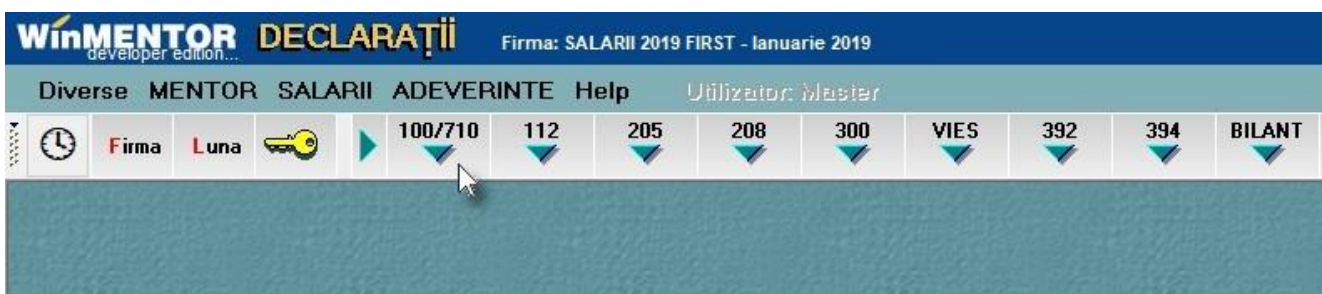 WinMENTOR DECLARAȚII Firma: SALARII 2019 FIRST - Ianuarie 2019
developer edition...
Diverse MENTOR SALARII ADEVERINTE Help Utilizator: Master
Firma Luna 100/710 112 205 208 300 VIES 392 394 BILANT